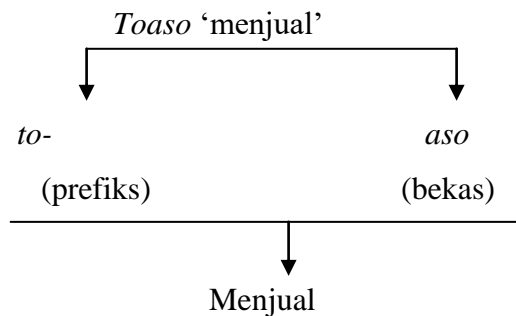 Toaso ‘menjual’
to- aso
(prefiks) (bekas)
Menjual